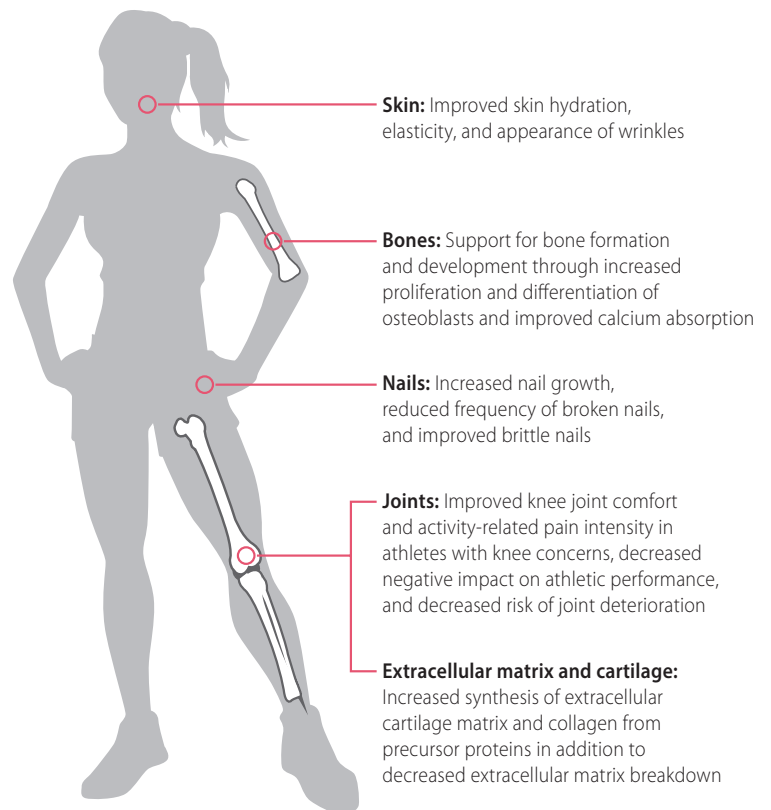 Skin: Improved skin hydration,
elasticity, and appearance of wrinkles
Bones: Support for bone formation
and development through increased
proliferation and differentiation of
osteoblasts and improved calcium absorption
Nails: Increased nail growth,
reduced frequency of broken nails,
and improved brittle nails
Joints: Improved knee joint comfort
and activity-related pain intensity in
athletes with knee concerns, decreased
negative impact on athletic performance,
and decreased risk of joint deterioration
Extracellular matrix and cartilage:
Increased synthesis of extracellular
cartilage matrix and collagen from
precursor proteins in addition to
decreased extracellular matrix breakdown